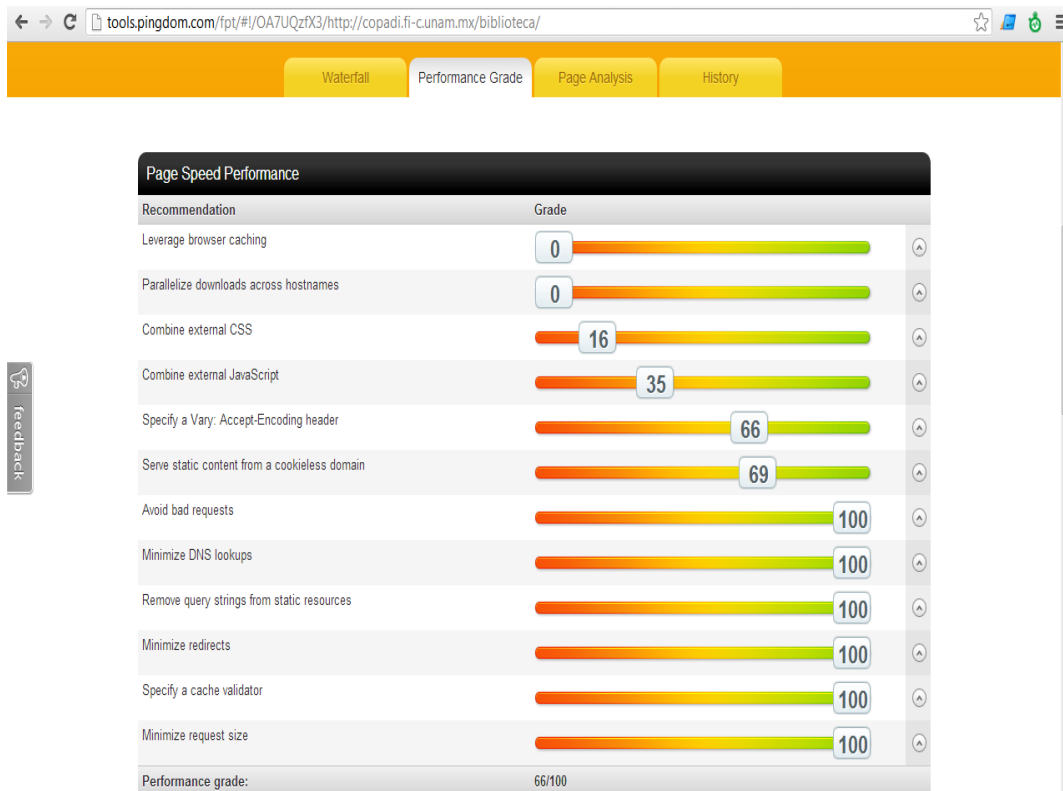 tools.pingdom.com/fpt/#!/OA7UQzfX3/http://copadi.fi-c.unam.mx/biblioteca/
Waterfall Performance Grade Page Analysis History
Page Speed Performance
Recommendation Grade
Leverage browser caching 0
Parallelize downloads across hostnames 0
Combine external CSS 16
Combine external JavaScript 35
Specify a Vary: Accept-Encoding header 66
Serve static content from a cookieless domain 69
Avoid bad requests 100
Minimize DNS lookups 100
Remove query strings from static resources 100
Minimize redirects 100
Specify a cache validator 100
Minimize request size 100
Performance grade: 66/100
feedback